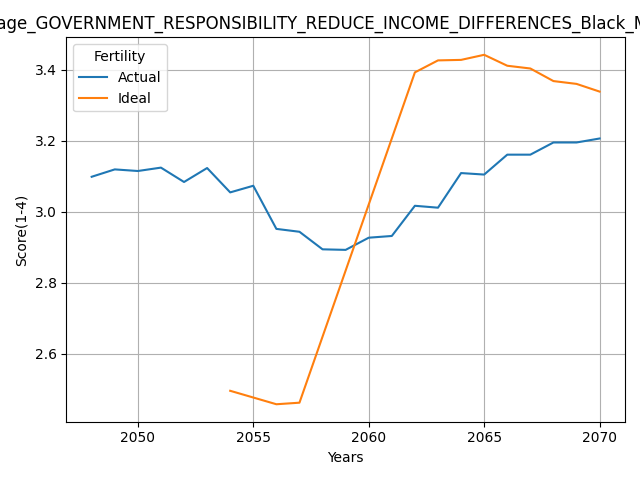 age_GOVERNMENT_RESPONSIBILITY_REDUCE_INCOME_DIFFERENCES_Black_M
Fertility
Actual
Ideal
Score(1-4)
3.4
3.2
3.0
2.8
2.6
2050
2055
2060
2065
2070
Years